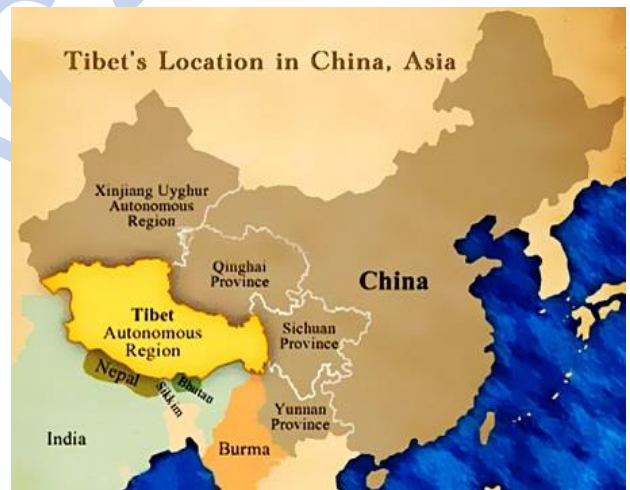 Tibet's Location in China, Asia
Xinjiang Uyghur
Autonomous
Region
Qinghai
Province
China
Tibet
Autonomous
Region
Sichuan
Province
Nepal
Bhutan
Sikkim
Yunnan
Province
India
Burma